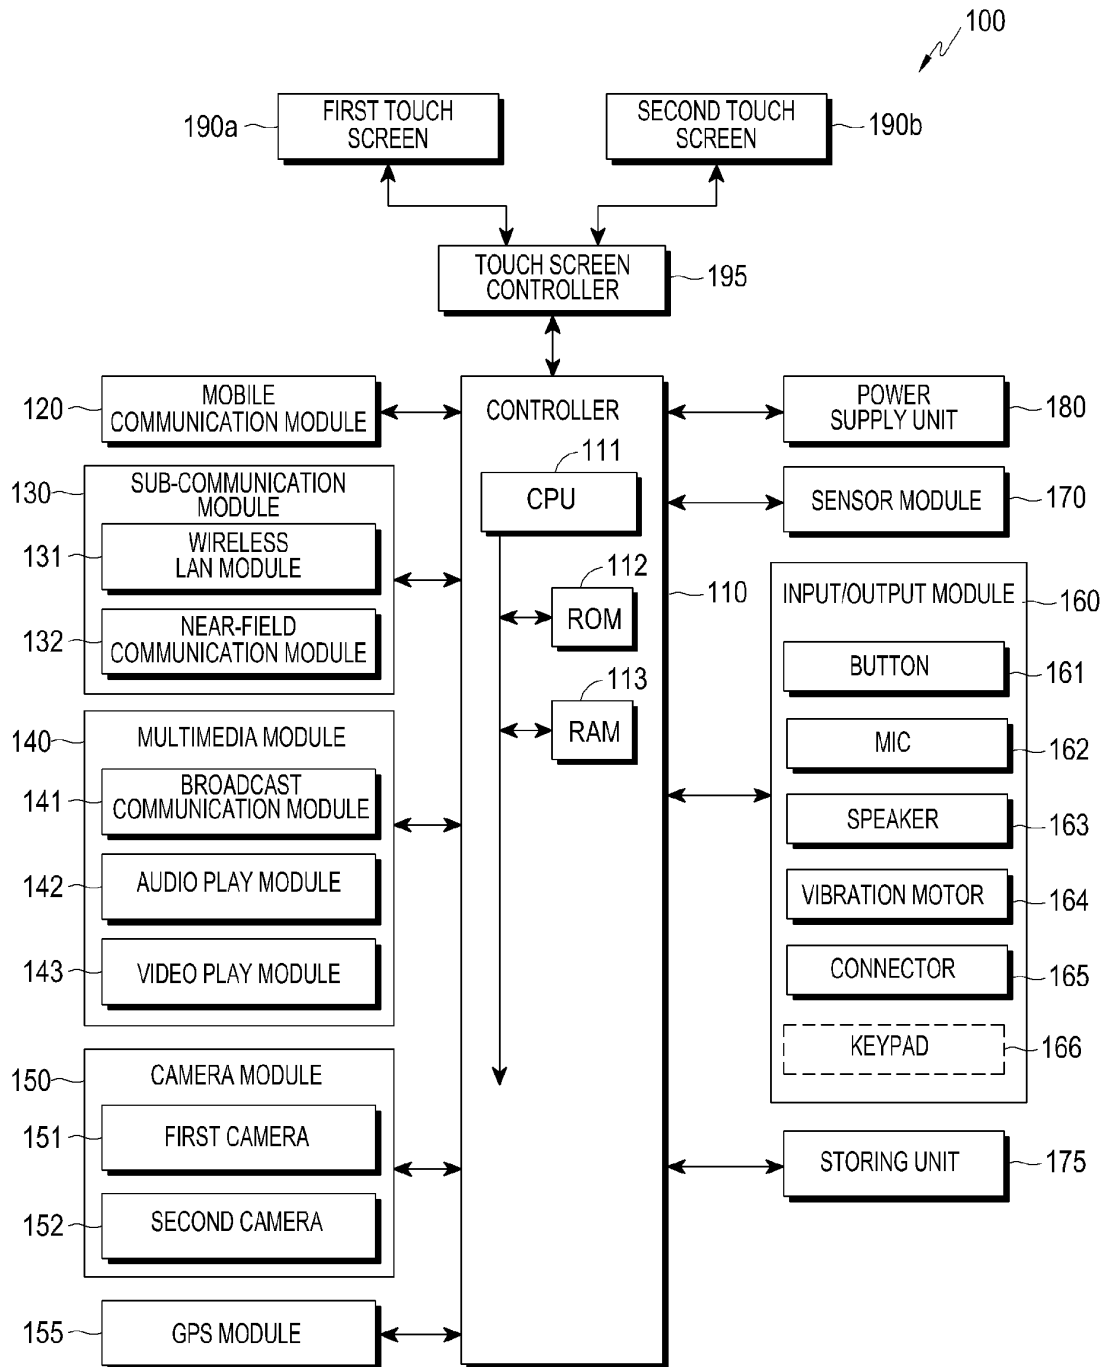 100
190a
FIRST TOUCH
SCREEN
SECOND TOUCH
SCREEN
190b
TOUCH SCREEN
CONTROLLER
195
120
MOBILE
COMMUNICATION MODULE
130
SUB-COMMUNICATION
MODULE
131
WIRELESS
LAN MODULE
132
NEAR-FIELD
COMMUNICATION MODULE
140
MULTIMEDIA MODULE
141
BROADCAST
COMMUNICATION MODULE
142
AUDIO PLAY MODULE
143
VIDEO PLAY MODULE
150
CAMERA MODULE
151
FIRST CAMERA
152
SECOND CAMERA
155
GPS MODULE
CONTROLLER
111
CPU
112
ROM
113
RAM
110
POWER
SUPPLY UNIT
180
SENSOR MODULE
170
INPUT/OUTPUT MODULE
160
BUTTON
161
MIC
162
SPEAKER
163
VIBRATION MOTOR
164
CONNECTOR
165
KEYPAD
166
STORING UNIT
175